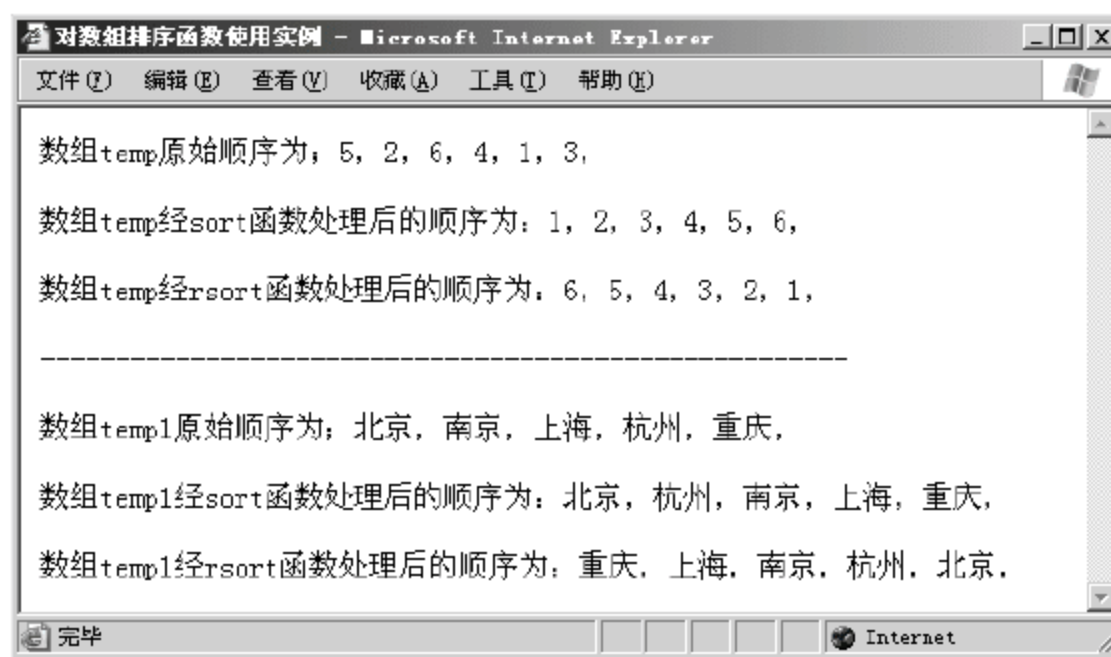 对数组排序函数使用实例 - Microsoft Internet Explorer
文件(F) 编辑(E) 查看(V) 收藏(A) 工具(T) 帮助(H)
数组temp原始顺序为：5, 2, 6, 4, 1, 3,
数组temp经sort函数处理后的顺序为：1, 2, 3, 4, 5, 6,
数组temp经rsort函数处理后的顺序为：6, 5, 4, 3, 2, 1,
------------------------------------------------------
数组temp1原始顺序为：北京, 南京, 上海, 杭州, 重庆,
数组temp1经sort函数处理后的顺序为：北京, 杭州, 南京, 上海, 重庆,
数组temp1经rsort函数处理后的顺序为：重庆, 上海, 南京, 杭州, 北京,
完毕 Internet